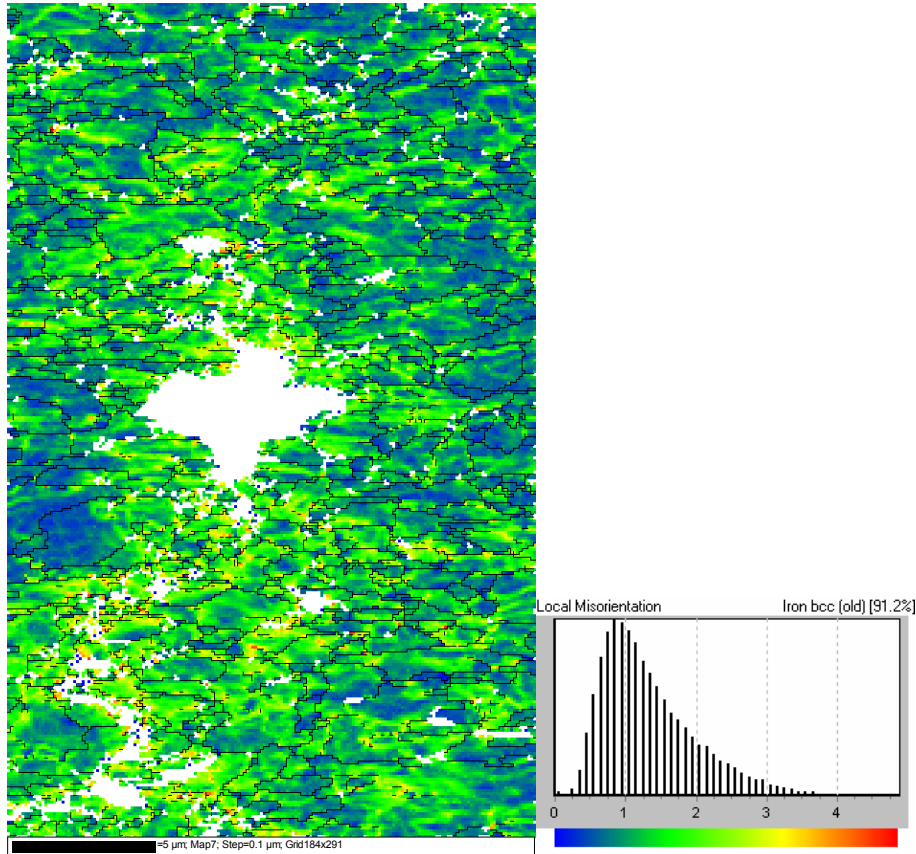 Local Misorientation Iron bcc (old) [91.2%]
0 1 2 3 4
=5 µm; Map7; Step=0.1 µm; Grid184x291